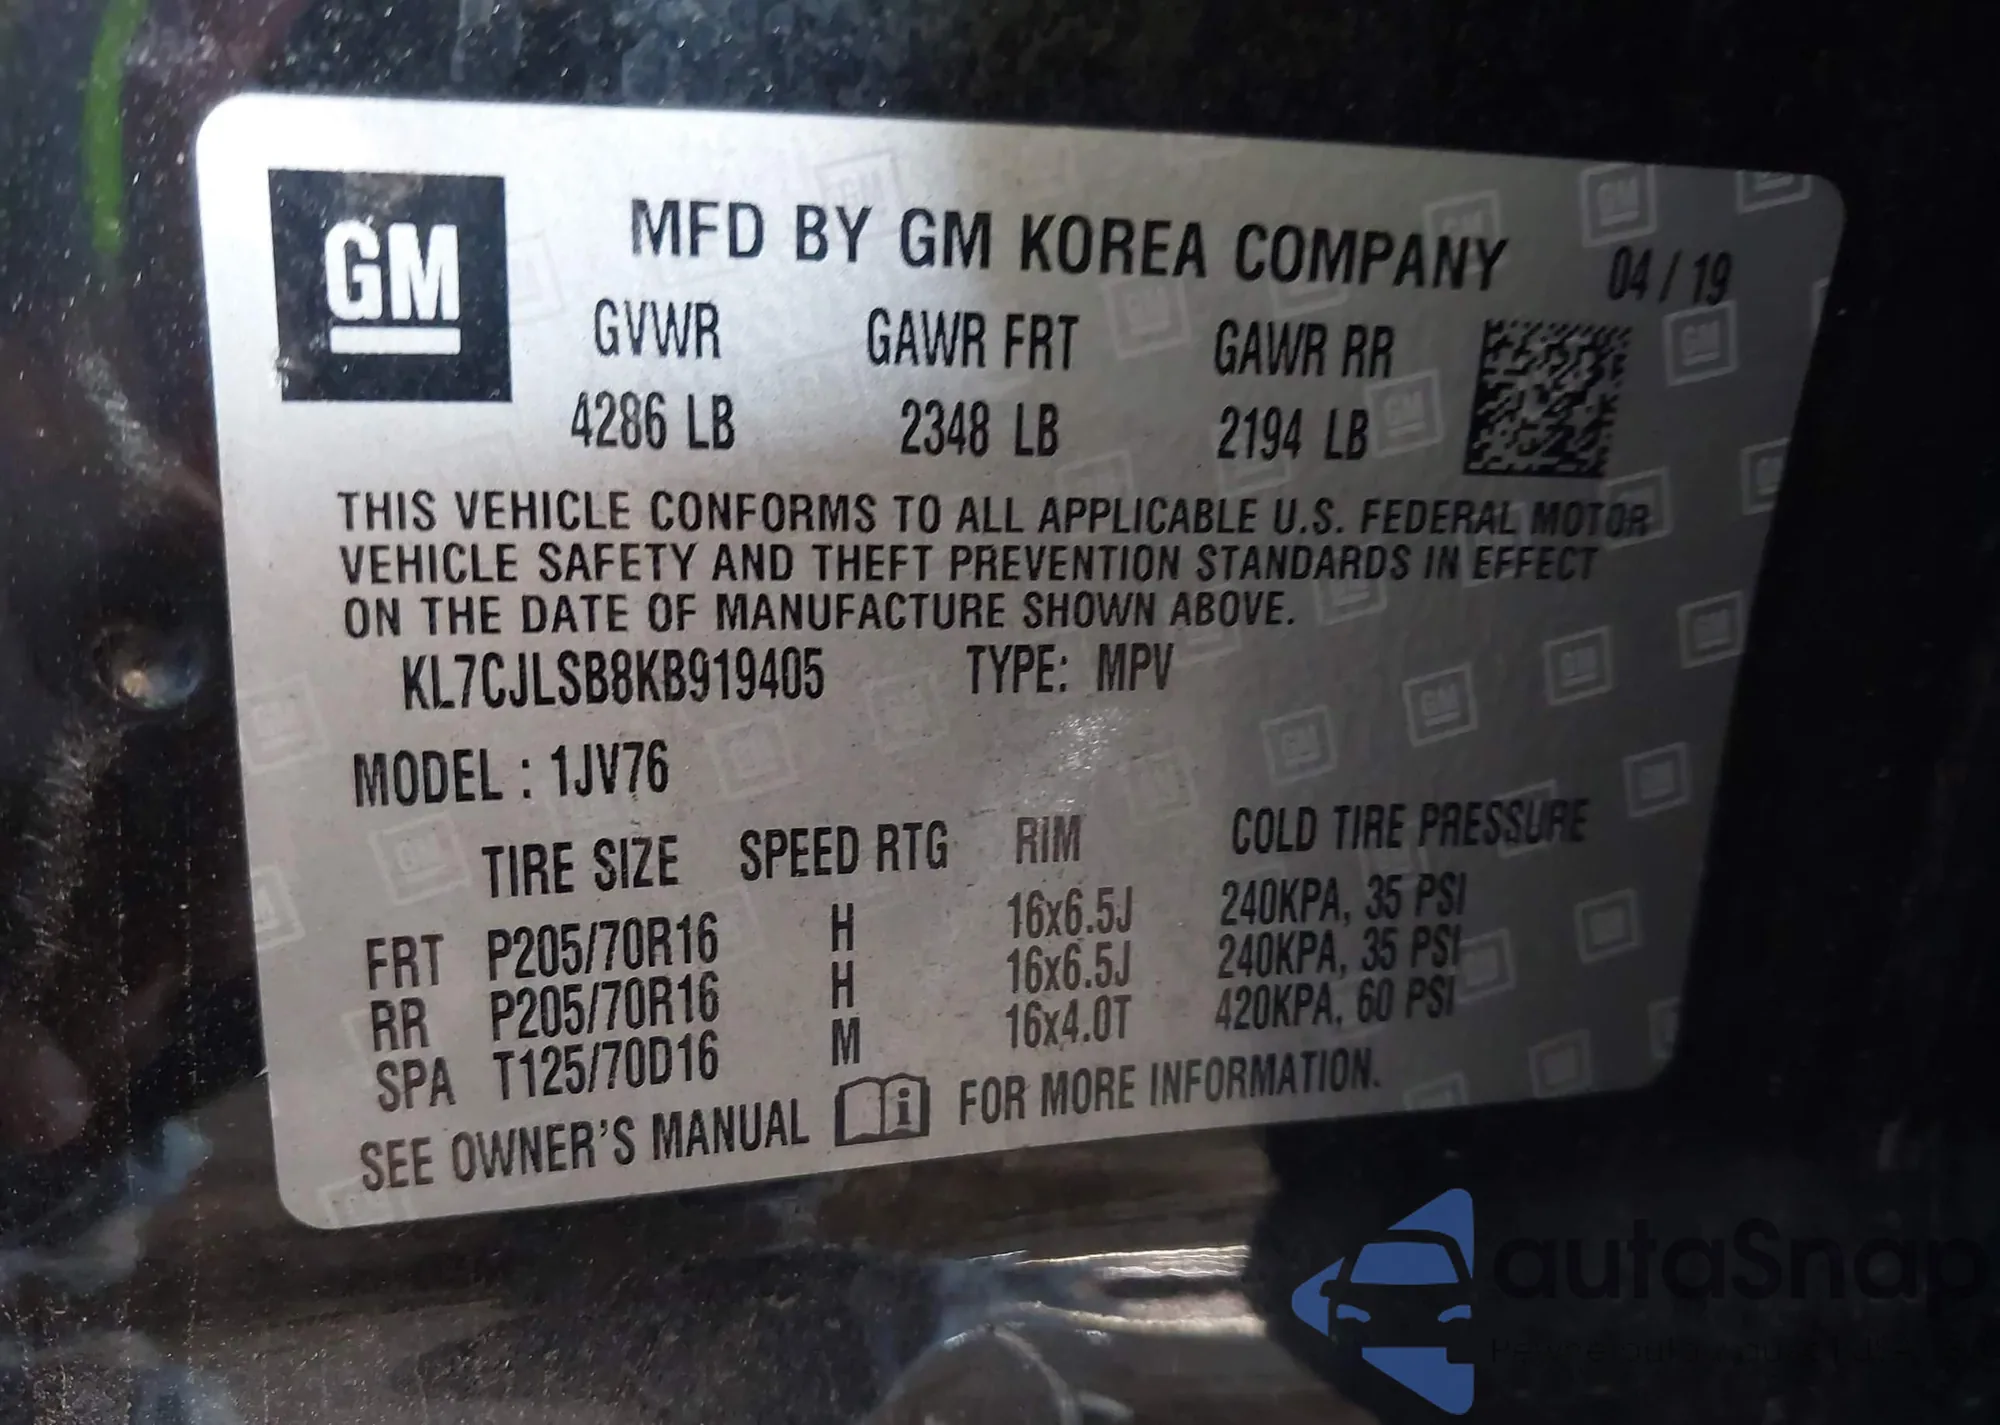 GM
MFD BY GM KOREA COMPANY 04 / 19
GVWR GAWR FRT GAWR RR
4286 LB 2348 LB 2194 LB
THIS VEHICLE CONFORMS TO ALL APPLICABLE U.S. FEDERAL MOTOR
VEHICLE SAFETY AND THEFT PREVENTION STANDARDS IN EFFECT
ON THE DATE OF MANUFACTURE SHOWN ABOVE.
KL7CJLSB8KB919405 TYPE: MPV
MODEL : 1JV76
TIRE SIZE SPEED RTG RIM COLD TIRE PRESSURE
FRT P205/70R16 H 16x6.5J 240KPA, 35 PSI
RR P205/70R16 H 16x6.5J 240KPA, 35 PSI
SPA T125/70D16 M 16x4.0T 420KPA, 60 PSI
SEE OWNER'S MANUAL i FOR MORE INFORMATION.
autaSnap